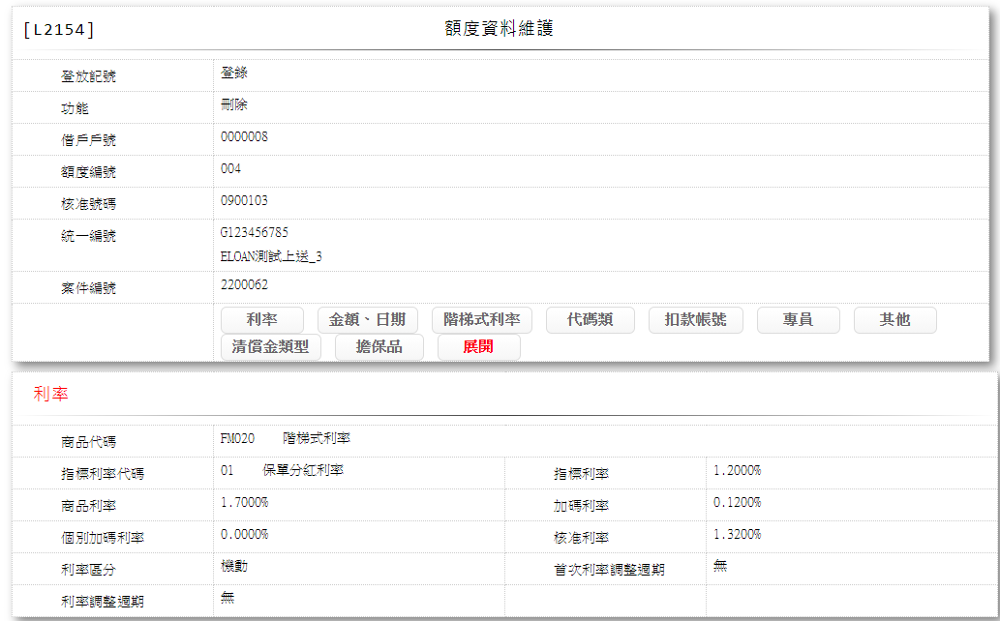 [L2154] 額度資料維護
登放記號 登錄
功能 刪除
借戶戶號 0000008
額度編號 004
核准號碼 0900103
統一編號 G123456785
ELOAN測試上送_3
案件編號 2200062
利率 金額、日期 階梯式利率 代碼類 扣款帳號 專員 其他
清償金類型 擔保品 展開
利率
商品代碼 FM020 階梯式利率
指標利率代碼 01 保單分紅利率 指標利率 1.2000%
商品利率 1.7000% 加碼利率 0.1200%
個別加碼利率 0.0000% 核准利率 1.3200%
利率區分 機動 首次利率調整週期 無
利率調整週期 無